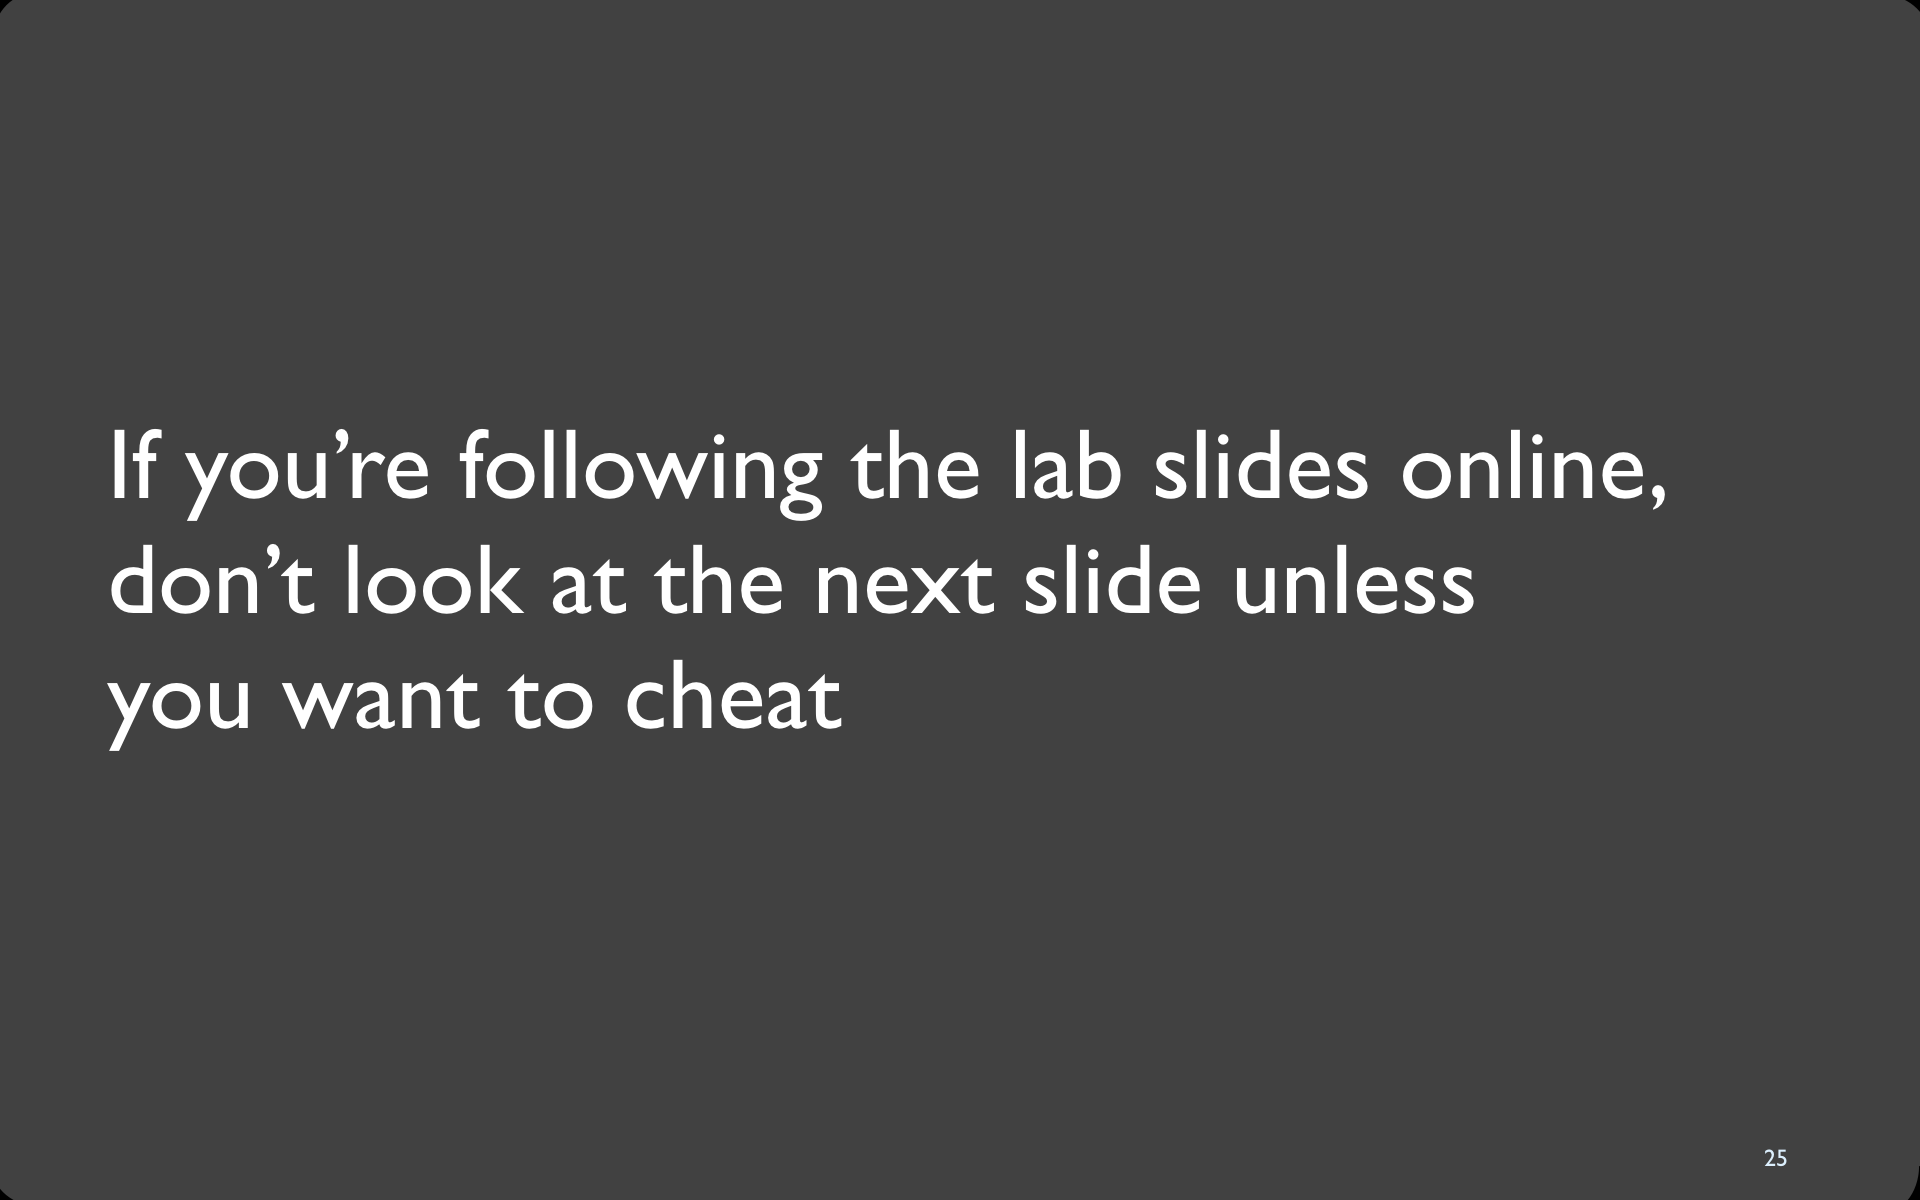 If you’re following the lab slides online,
don’t look at the next slide unless
you want to cheat
25